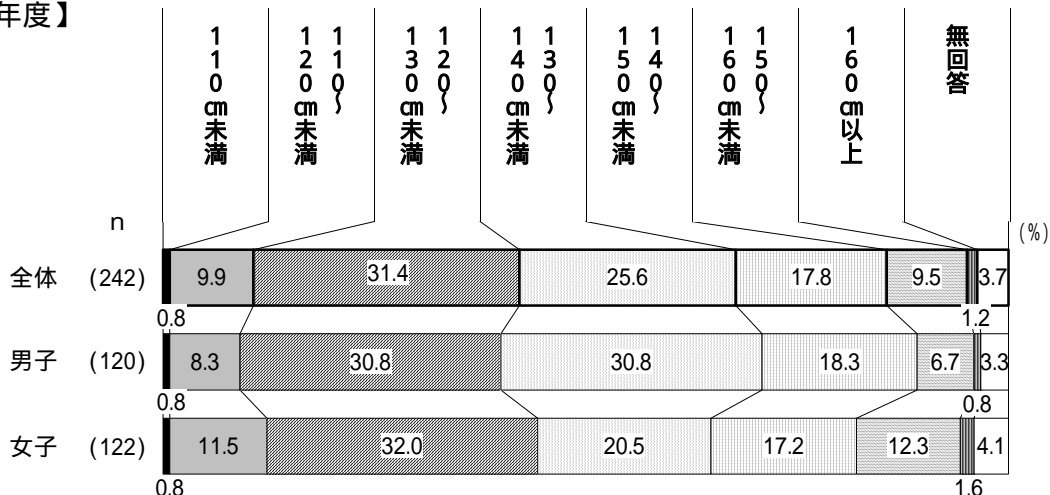 年度】
110㎝未満
110～
120㎝未満
120～
130㎝未満
130～
140㎝未満
140～
150㎝未満
150～
160㎝未満
160㎝以上
無回答
n
(%)
全体 (242) 9.9 31.4 25.6 17.8 9.5 3.7
0.8 1.2
男子 (120) 8.3 30.8 30.8 18.3 6.7 3.3
0.8 0.8
女子 (122) 11.5 32.0 20.5 17.2 12.3 4.1
0.8 1.6